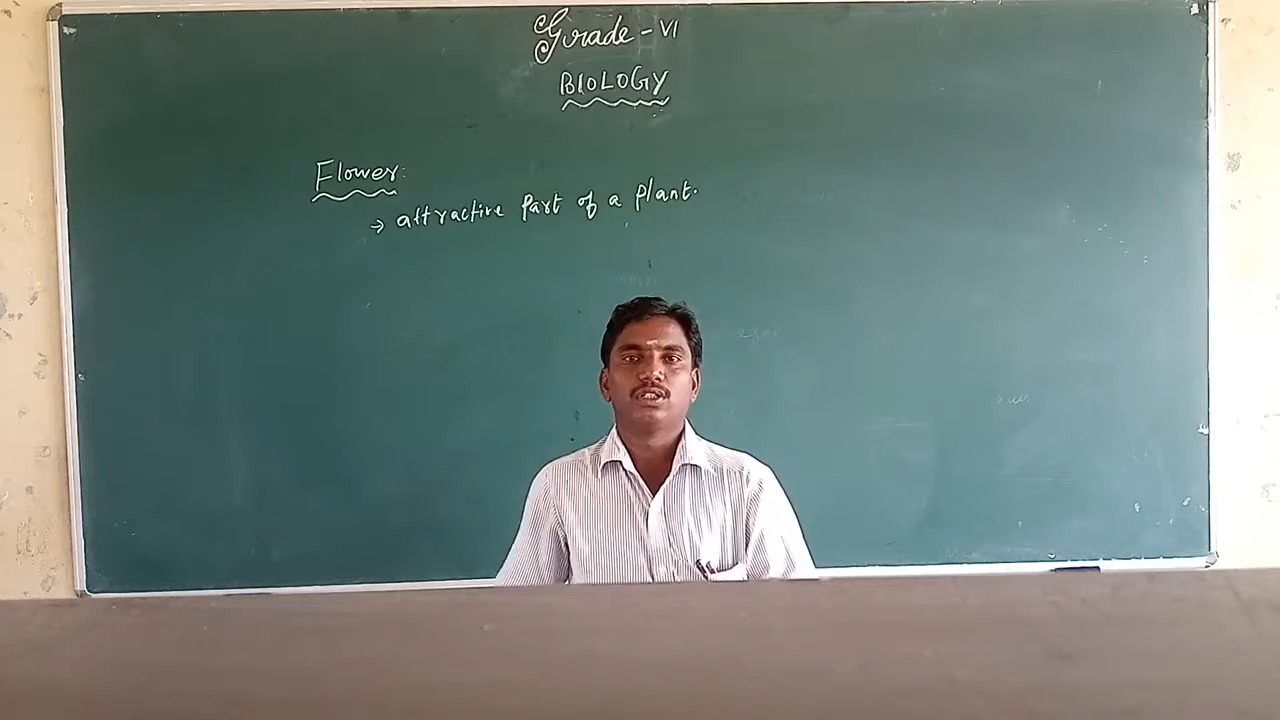 Grade - VI
BIOLOGY
Flower:
→ attractive part of a plant.